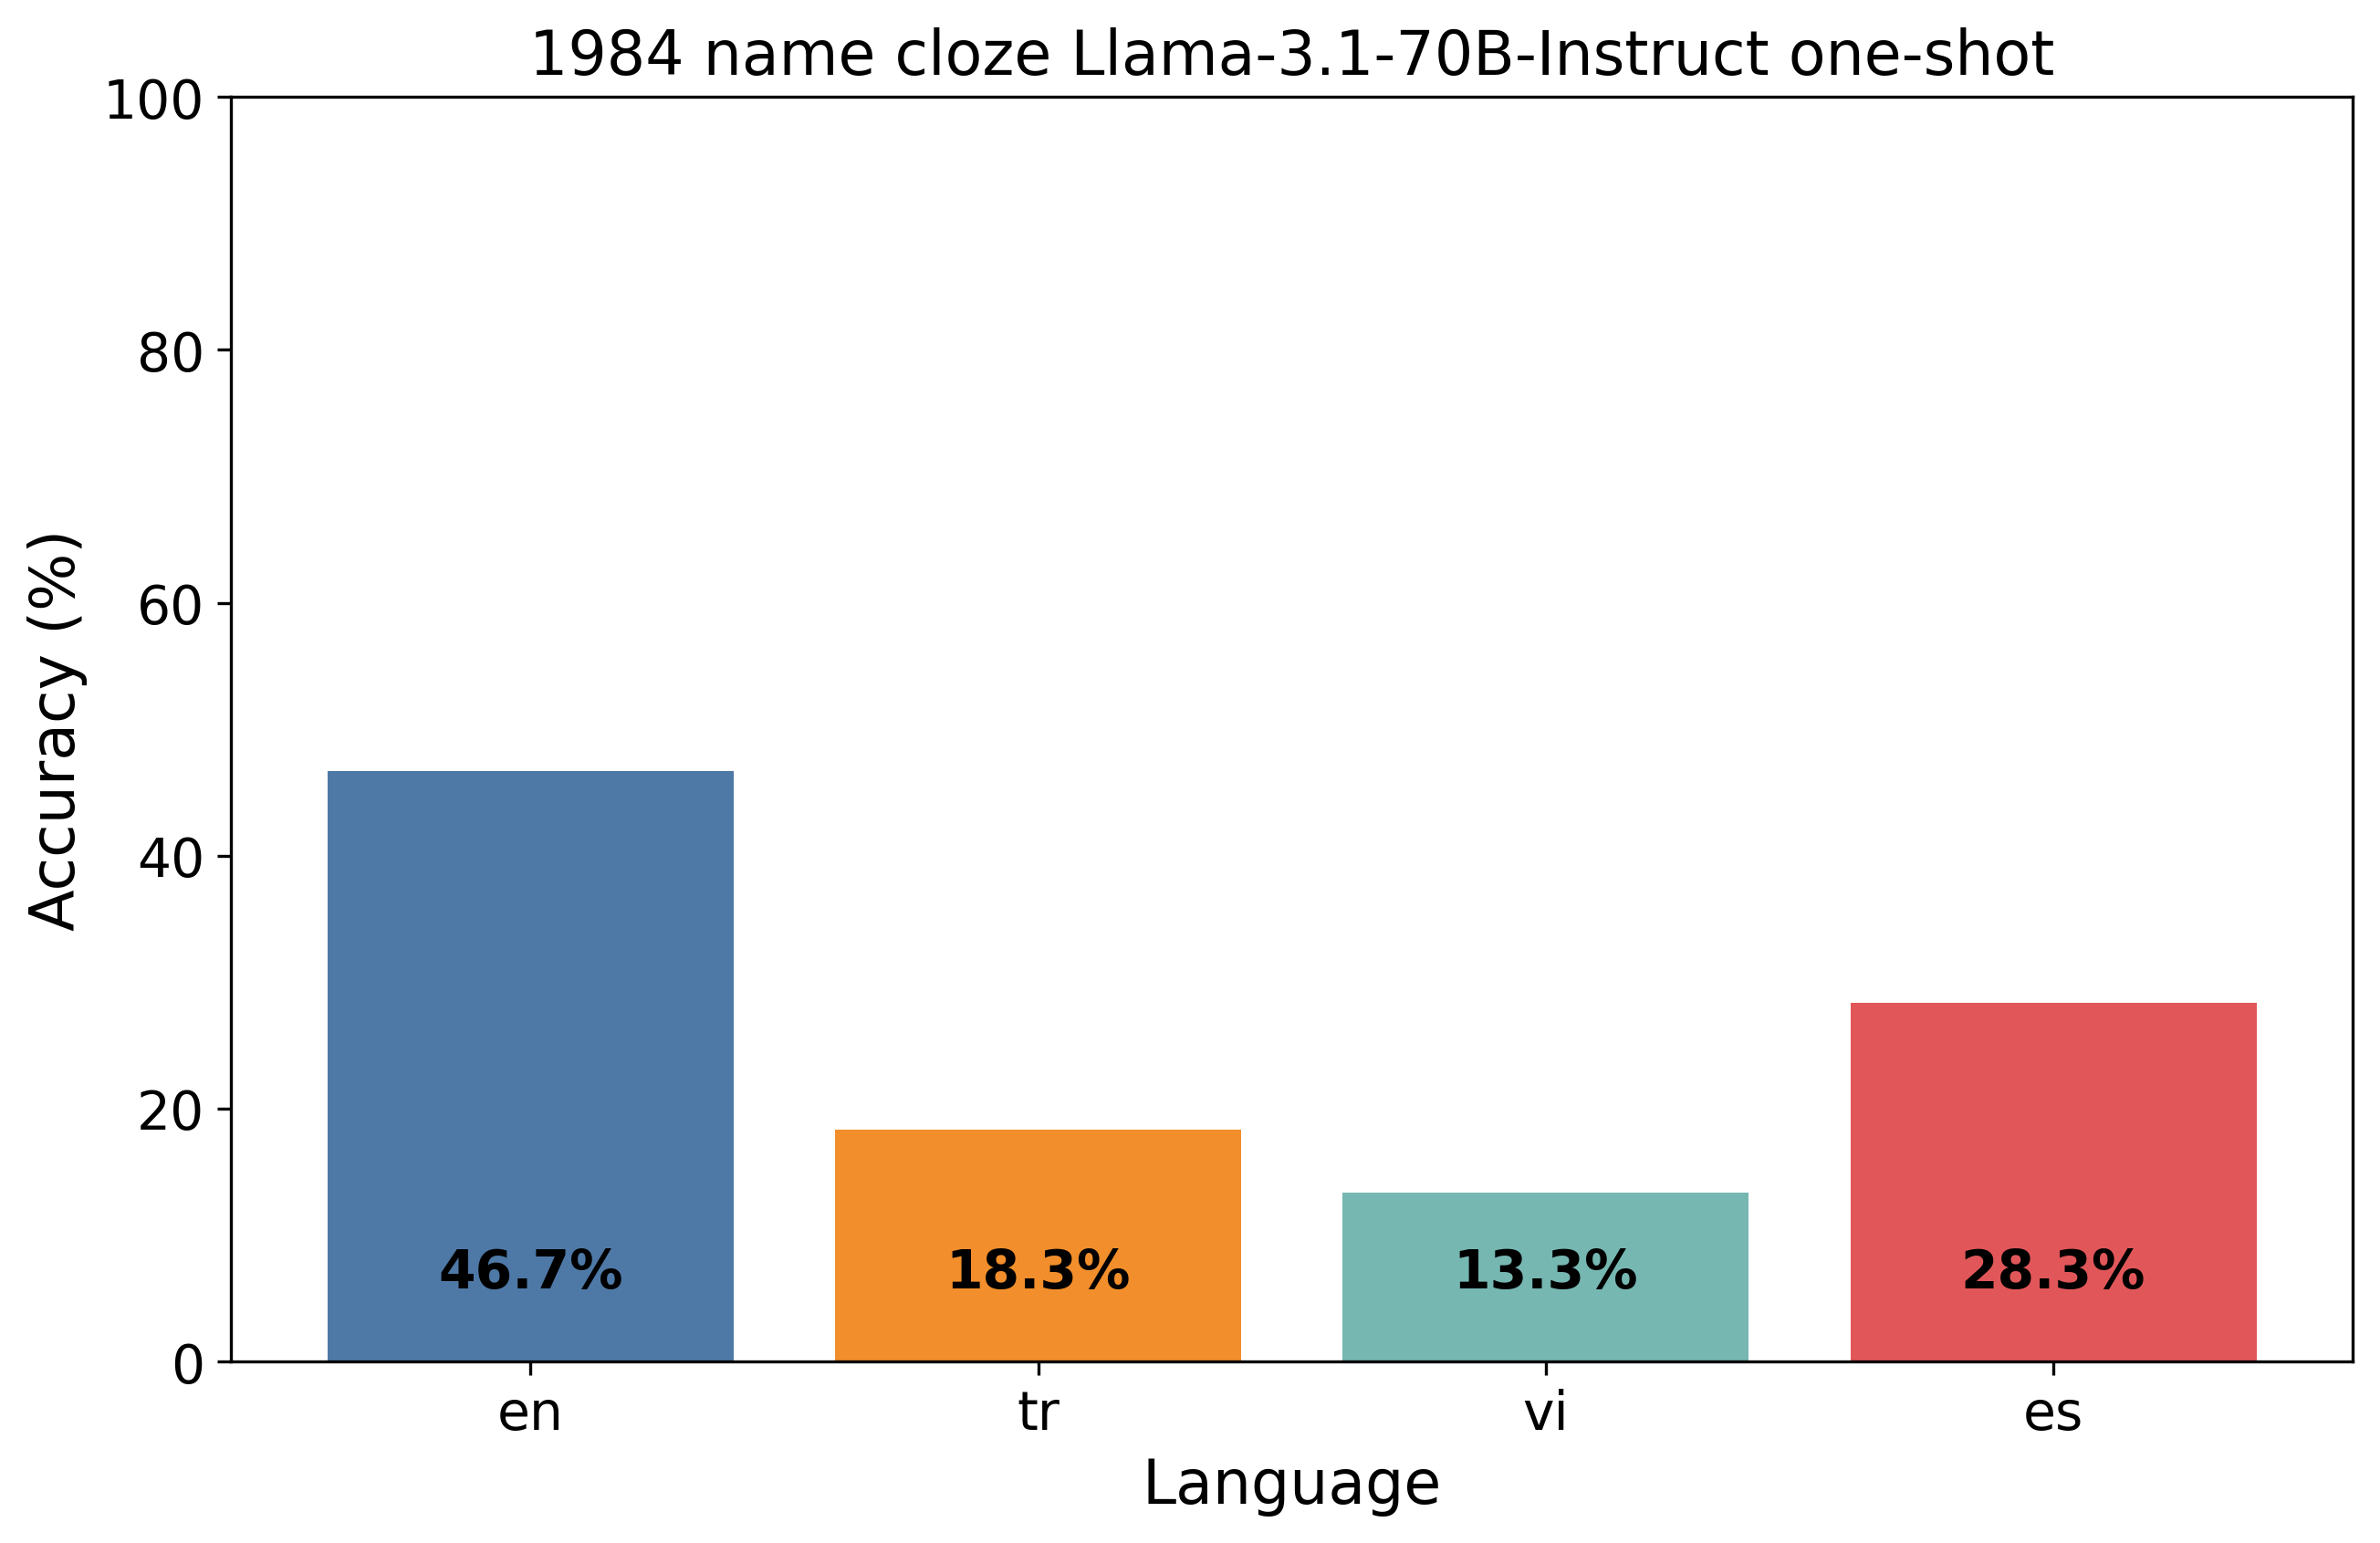 1984 name cloze Llama-3.1-70B-Instruct one-shot
100
80
60
40
20
0
Accuracy (%)
46.7%
18.3%
13.3%
28.3%
en
tr
vi
es
Language